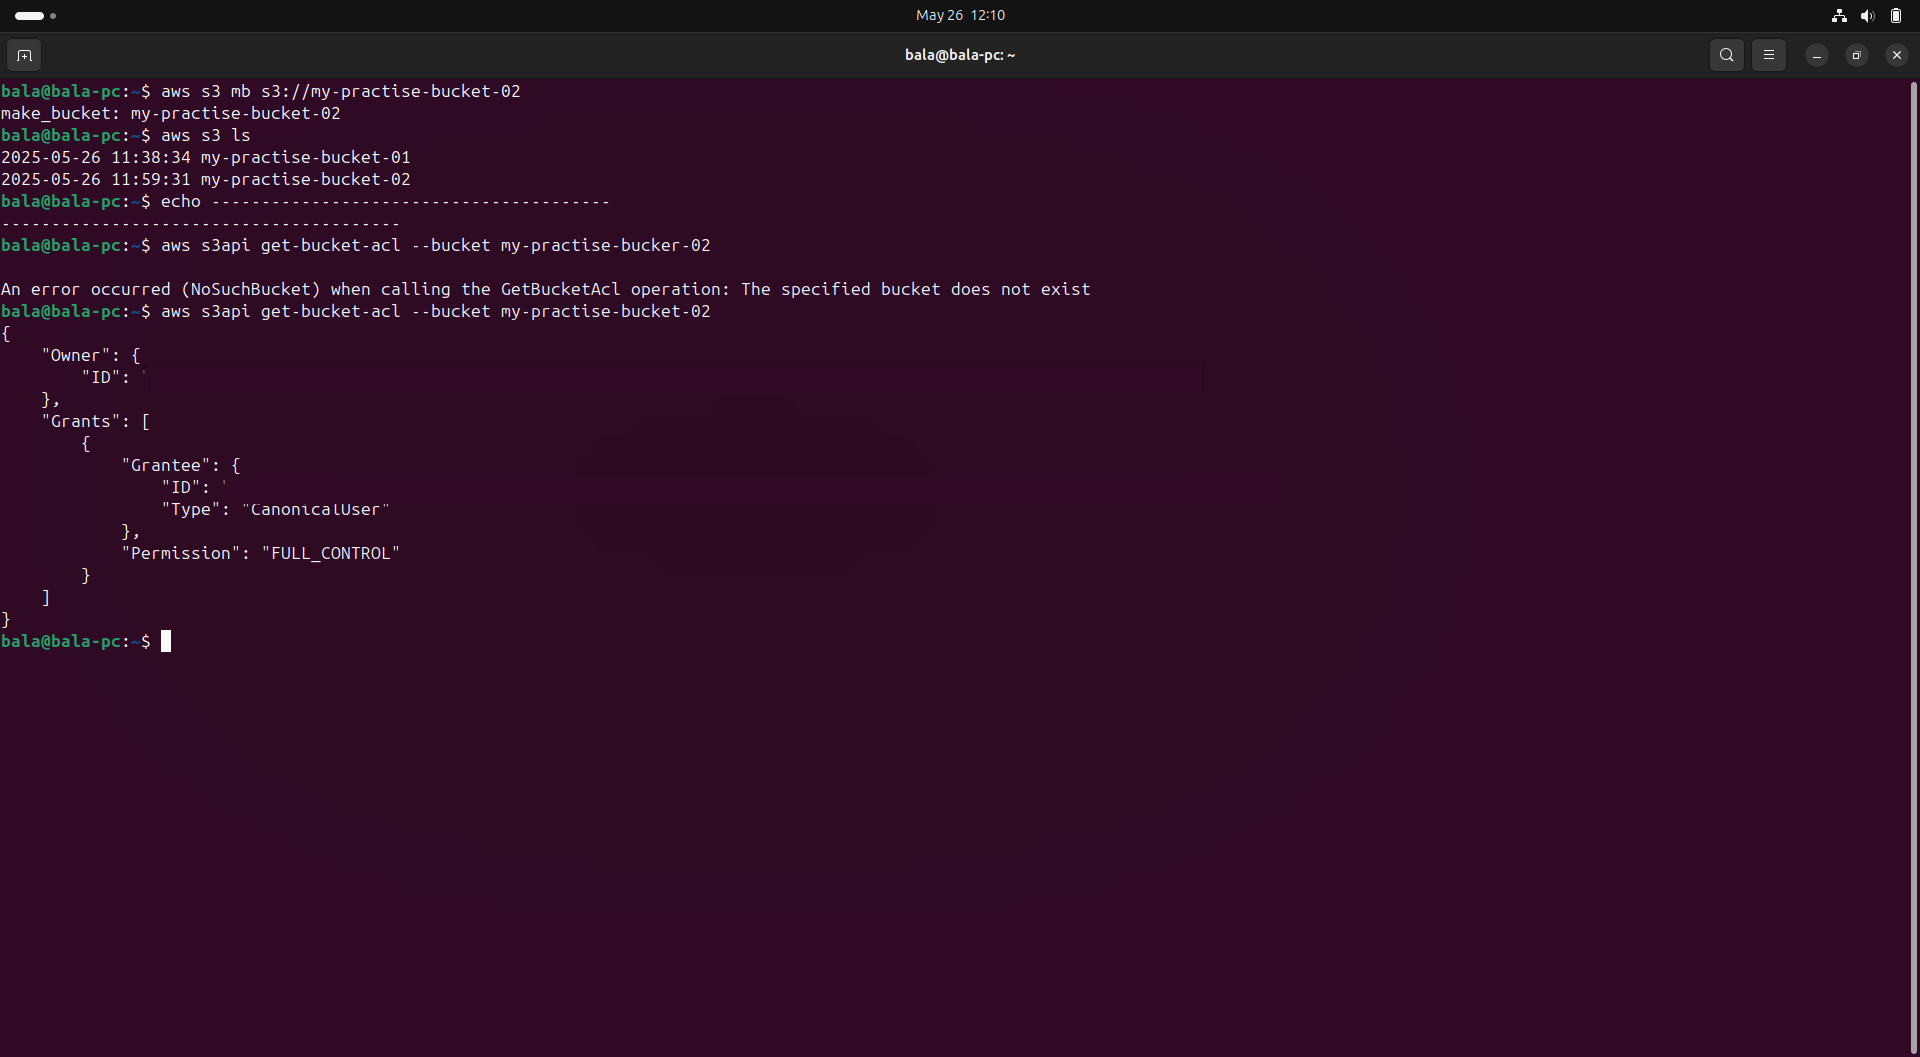 May 26 12:10
bala@bala-pc: ~
bala@bala-pc:~$ aws s3 mb s3://my-practise-bucket-02
make_bucket: my-practise-bucket-02
bala@bala-pc:~$ aws s3 ls
2025-05-26 11:38:34 my-practise-bucket-01
2025-05-26 11:59:31 my-practise-bucket-02
bala@bala-pc:~$ echo ----------------------------------------
----------------------------------------
bala@bala-pc:~$ aws s3api get-bucket-acl --bucket my-practise-bucker-02
An error occurred (NoSuchBucket) when calling the GetBucketAcl operation: The specified bucket does not exist
bala@bala-pc:~$ aws s3api get-bucket-acl --bucket my-practise-bucket-02
{
    "Owner": {
        "ID":
    },
    "Grants": [
        {
            "Grantee": {
                "ID":
                "Type": "CanonicalUser"
            },
            "Permission": "FULL_CONTROL"
        }
    ]
}
bala@bala-pc:~$